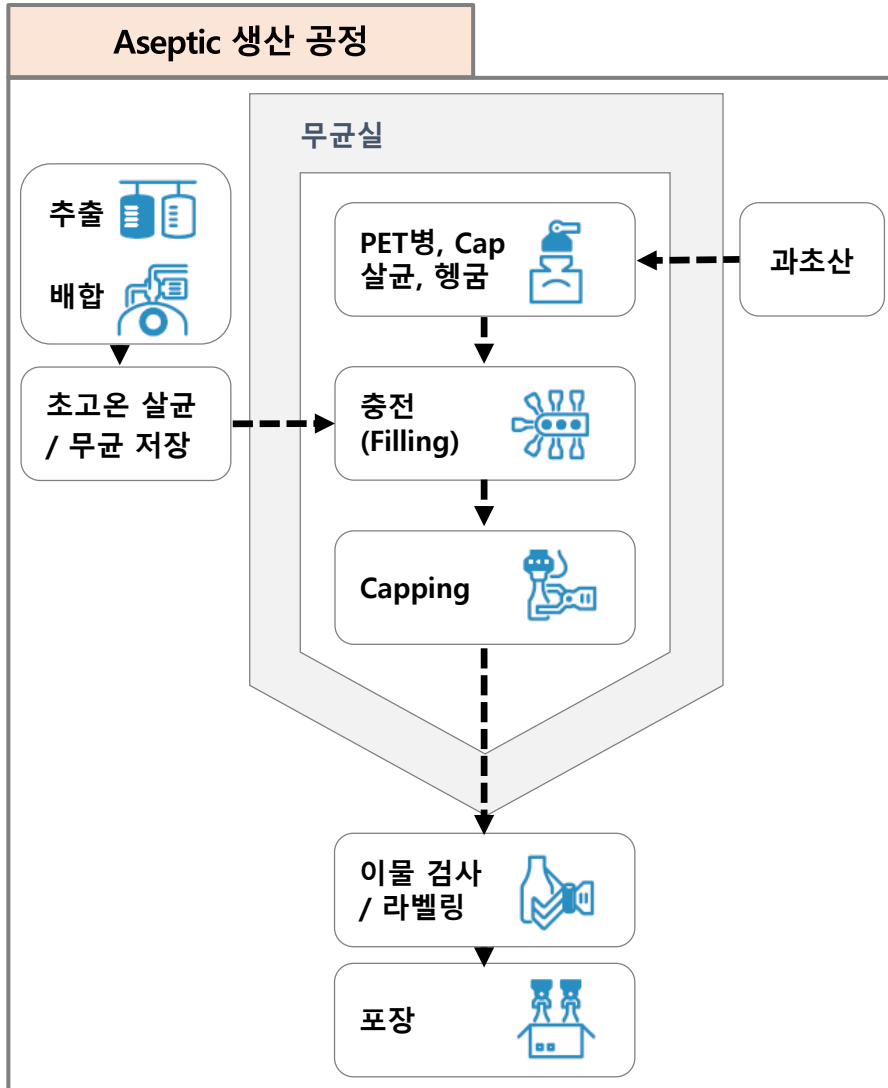 Aseptic 생산 공정
무균실
추출
배합
초고온 살균
/ 무균 저장
PET병, Cap
살균, 헹굼
과초산
충전
(Filling)
Capping
이물 검사
/ 라벨링
포장